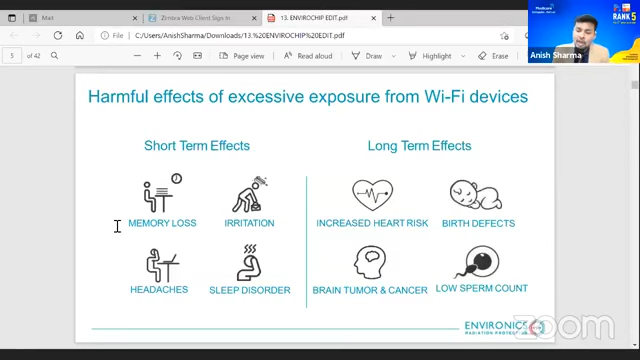 Mail
Zimbra Web Client Sign In
13. ENVIROCHIP EDIT.pdf
File
C:/Users/AnishSharma/Downloads/13.%20ENVIROCHIP%20EDIT.pdf
5
of 42
Page view
Read aloud
Draw
Highlight
Erase
Modicare
RANK 5
Anish Sharma
Harmful effects of excessive exposure from Wi-Fi devices
Short Term Effects
Long Term Effects
MEMORY LOSS
IRRITATION
INCREASED HEART RISK
BIRTH DEFECTS
HEADACHES
SLEEP DISORDER
BRAIN TUMOR & CANCER
LOW SPERM COUNT
ENVIRONICS
zoom